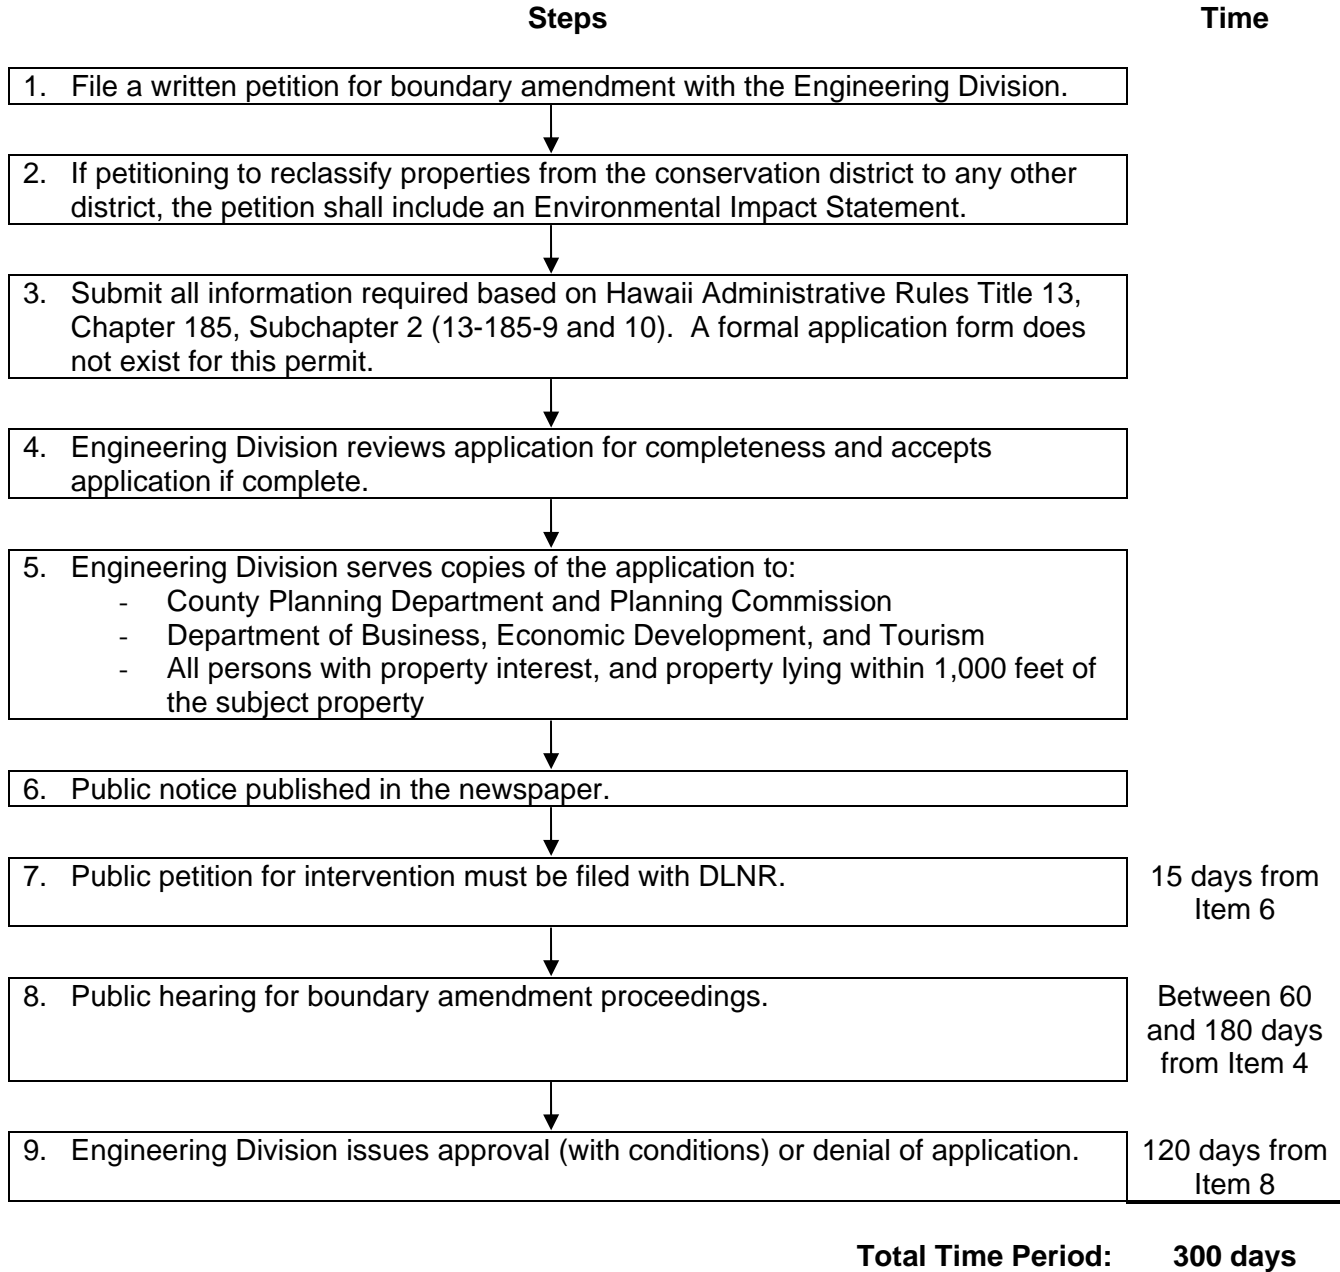 Steps Time
1. File a written petition for boundary amendment with the Engineering Division.
2. If petitioning to reclassify properties from the conservation district to any other
district, the petition shall include an Environmental Impact Statement.
3. Submit all information required based on Hawaii Administrative Rules Title 13,
Chapter 185, Subchapter 2 (13-185-9 and 10). A formal application form does
not exist for this permit.
4. Engineering Division reviews application for completeness and accepts
application if complete.
5. Engineering Division serves copies of the application to:
- County Planning Department and Planning Commission
- Department of Business, Economic Development, and Tourism
- All persons with property interest, and property lying within 1,000 feet of
the subject property
6. Public notice published in the newspaper.
7. Public petition for intervention must be filed with DLNR.
15 days from
Item 6
8. Public hearing for boundary amendment proceedings.
Between 60
and 180 days
from Item 4
9. Engineering Division issues approval (with conditions) or denial of application.
120 days from
Item 8
Total Time Period: 300 days